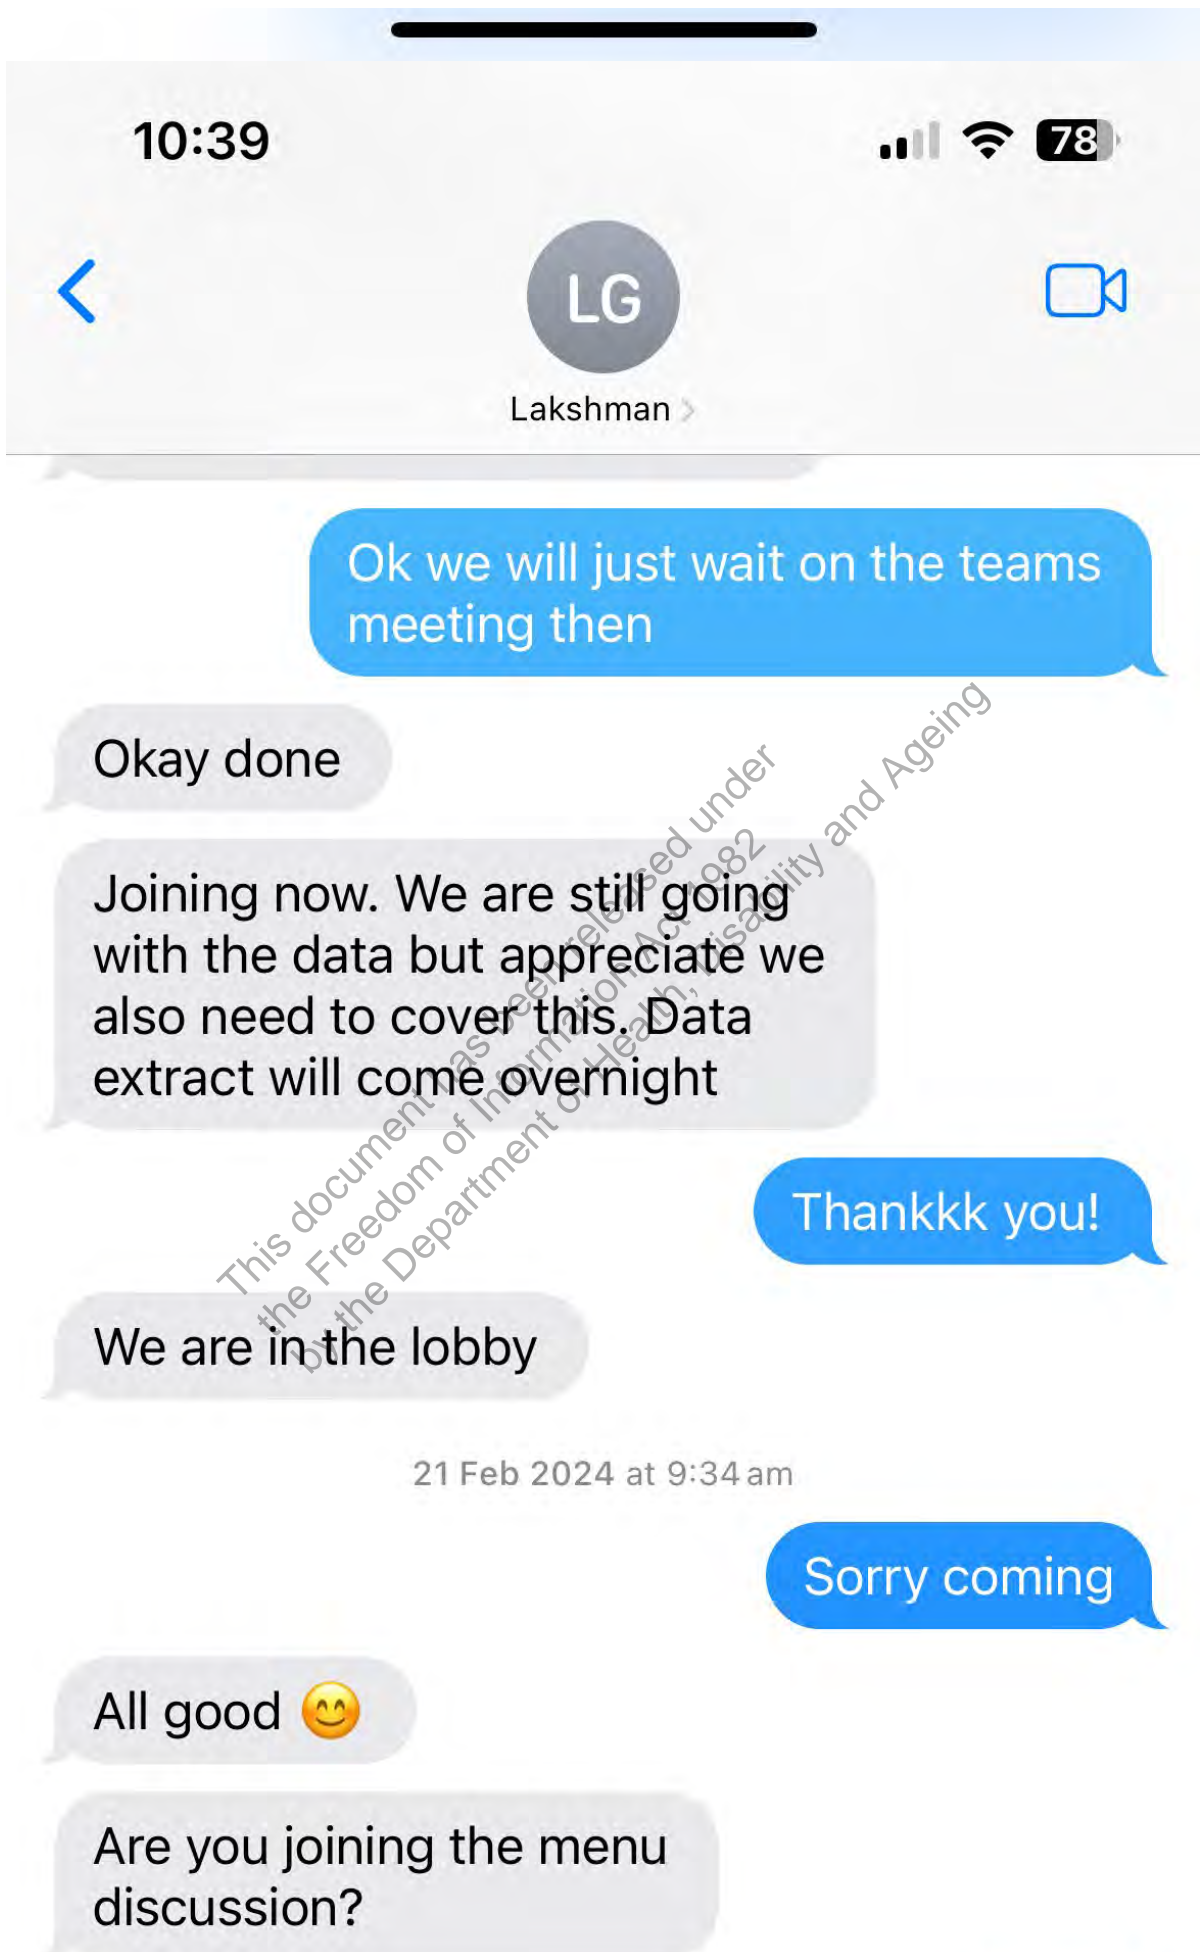 10:39
78
LG
Lakshman
Ok we will just wait on the teams
meeting then
Okay done
Joining now. We are still going
with the data but appreciate we
also need to cover this. Data
extract will come overnight
Thankkk you!
We are in the lobby
21 Feb 2024 at 9:34 am
Sorry coming
All good 😊
Are you joining the menu
discussion?
This document has been released under
the Freedom of Information Act 1982
by the Department of Health, Disability and Ageing